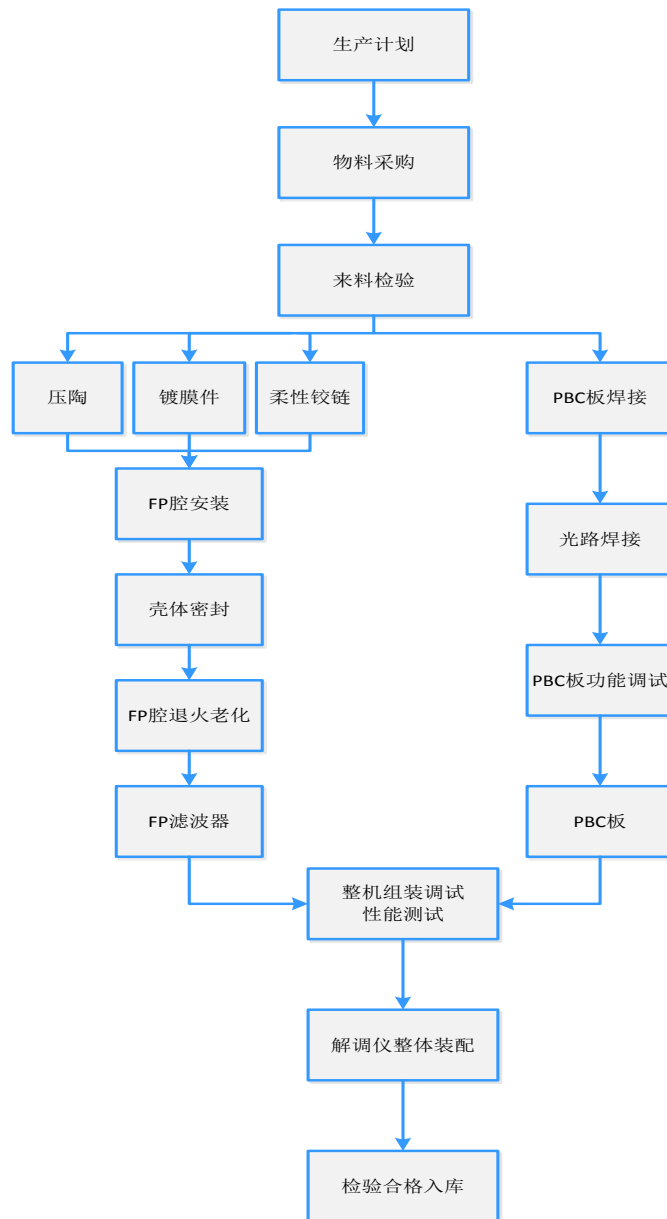 生产计划
物料采购
来料检验
压陶
镀膜件
柔性铰链
PBC板焊接
FP腔安装
光路焊接
壳体密封
PBC板功能调试
FP腔退火老化
FP滤波器
PBC板
整机组装调试
性能测试
解调仪整体装配
检验合格入库